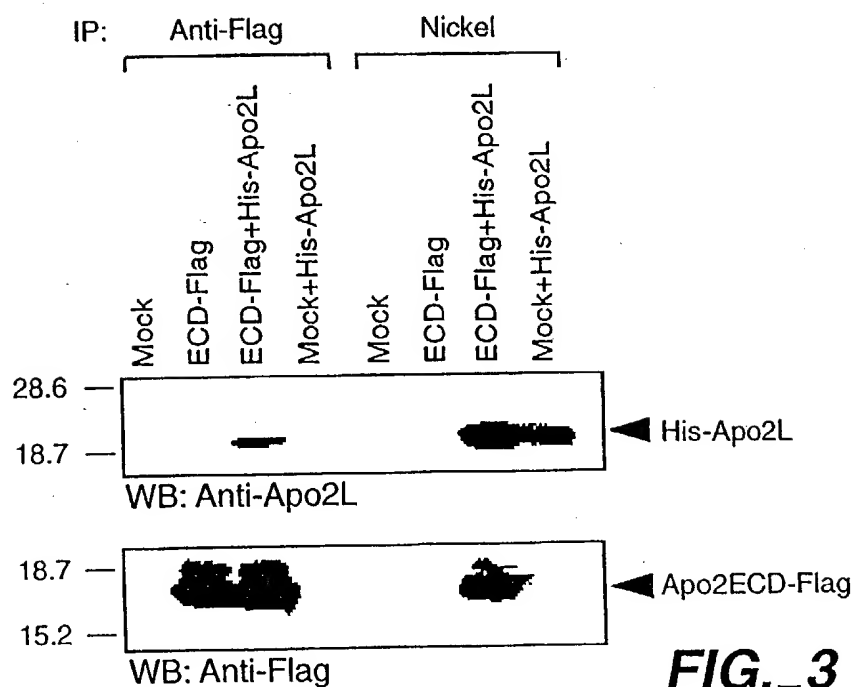 IP: Anti-Flag Nickel
Mock
ECD-Flag
ECD-Flag+His-Apo2L
Mock+His-Apo2L
Mock
ECD-Flag
ECD-Flag+His-Apo2L
Mock+His-Apo2L
28.6
His-Apo2L
18.7
WB: Anti-Apo2L
18.7
Apo2ECD-Flag
15.2
WB: Anti-Flag
FIG._3